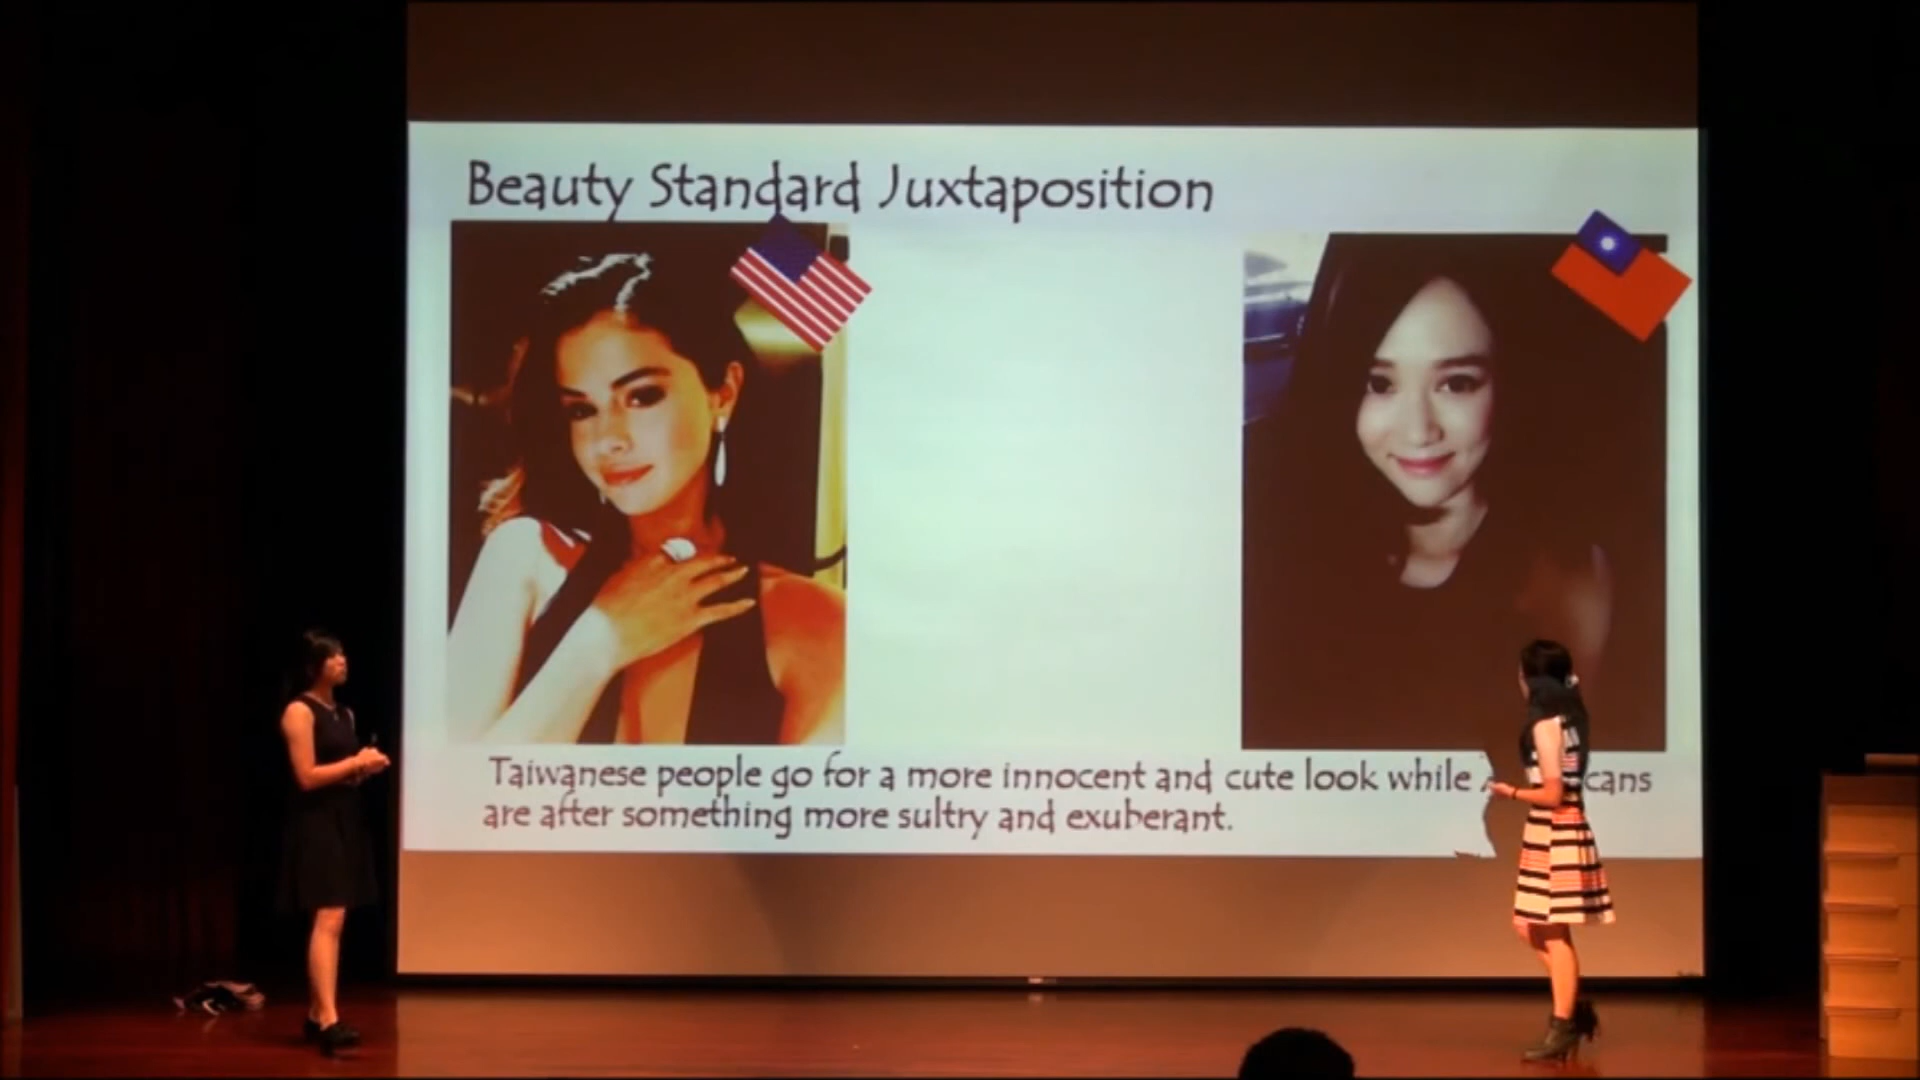 Beauty Standard Juxtaposition
Taiwanese people go for a more innocent and cute look while
are after something more sultry and exuberant.